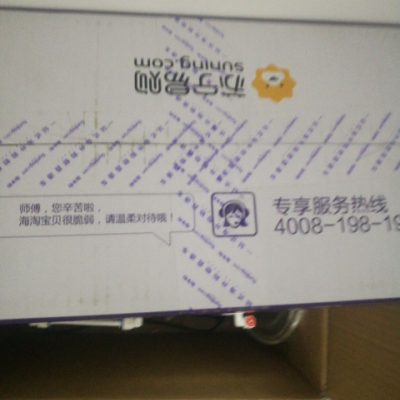 苏宁易购
suning.com
师傅,您辛苦啦,
海淘宝贝很脆弱,请温柔对待哦!
专享服务热线
4008-198-19